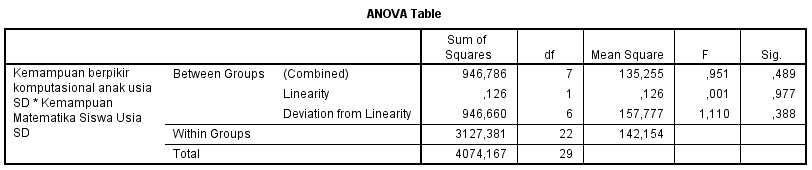 ANOVA Table
Sum of Squares df Mean Square F Sig.
Kemampuan berpikir komputasional anak usia SD * Kemampuan Matematika Siswa Usia SD Between Groups (Combined) 946,786 7 135,255 ,951 ,489
Linearity ,126 1 ,126 ,001 ,977
Deviation from Linearity 946,660 6 157,777 1,110 ,388
Within Groups 3127,381 22 142,154
Total 4074,167 29